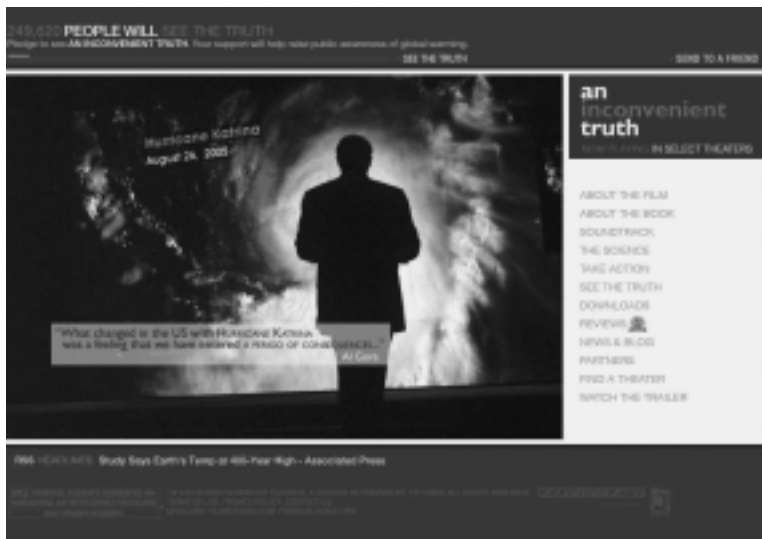 249,620 PEOPLE WILL SEE THE TRUTH
Pledge to see AN INCONVENIENT TRUTH. Your support will help raise public awareness of global warming.
SEE THE TRUTH
SEND TO A FRIEND
an
inconvenient
truth
NOW PLAYING IN SELECT THEATERS
Hurricane Katrina
August 24, 2005
"What changed in the US with HURRICANE KATRINA
was a feeling that we have entered a PERIOD OF CONSEQUENCES..."
Al Gore
ABOUT THE FILM
ABOUT THE BOOK
SOUNDTRACK
THE SCIENCE
TAKE ACTION
SEE THE TRUTH
DOWNLOADS
REVIEWS
NEWS & BLOG
PARTNERS
FIND A THEATER
WATCH THE TRAILER
RSS HEADLINES Study Says Earth's Temp at 400-Year High - Associated Press